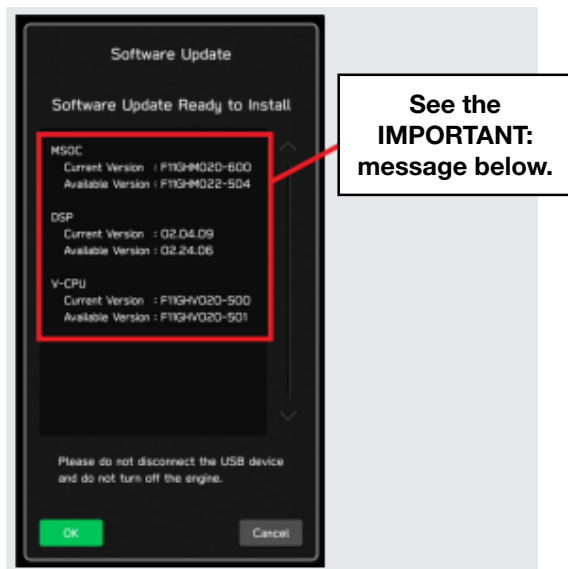 Software Update
Software Update Ready to Install
MSOC
Current Version : F11GHM020-600
Available Version : F11GHM022-504
DSP
Current Version : 02.04.09
Available Version : 02.24.06
V-CPU
Current Version : F11GHV020-500
Available Version : F11GHV020-501
Please do not disconnect the USB device
and do not turn off the engine.
OK
Cancel
See the
IMPORTANT:
message below.